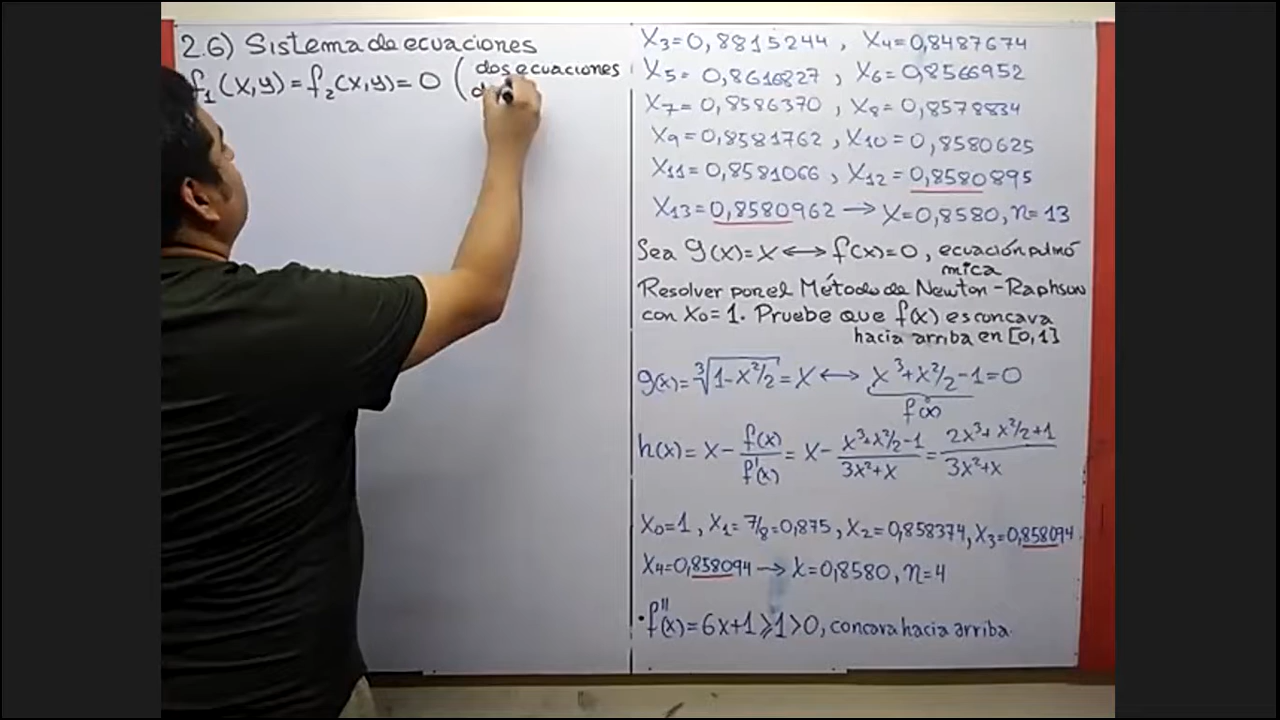 2.6) Sistema de ecuaciones
f₁(x,y) = f₂(x,y) = 0 ( dos ecuaciones
d
X₃=0,8815244 , X₄=0,8487674
X₅= 0,8616827 , X₆=0,8566952
X₇= 0,8586370 , X₈=0,8578834
X₉=0,8581762 , X₁₀=0,8580625
X₁₁=0,8581066 , X₁₂=0,8580895
X₁₃=0,8580962 → X=0,8580, n=13
Sea g(x)=X ↔ f(x)=0 , ecuación pulmó
mica
Resolver por el Método de Newton-Raphson
con X₀=1. Pruebe que f(x) es concava
hacia arriba en [0,1]
g(x)=∛(1-x²/2)=X ↔ x³+x²/2-1=0
f(x)
h(x)= X - f(x)/f'(x) = X - (x³+x²/2-1)/(3x²+x) = (2x³+x²/2+1)/(3x²+x)
X₀=1 , X₁=7/8=0,875 , X₂=0,858374, X₃=0,858094
X₄=0,858094 → X=0,8580 , n=4
• f''(x)=6x+1⩾1>0, concava hacia arriba.